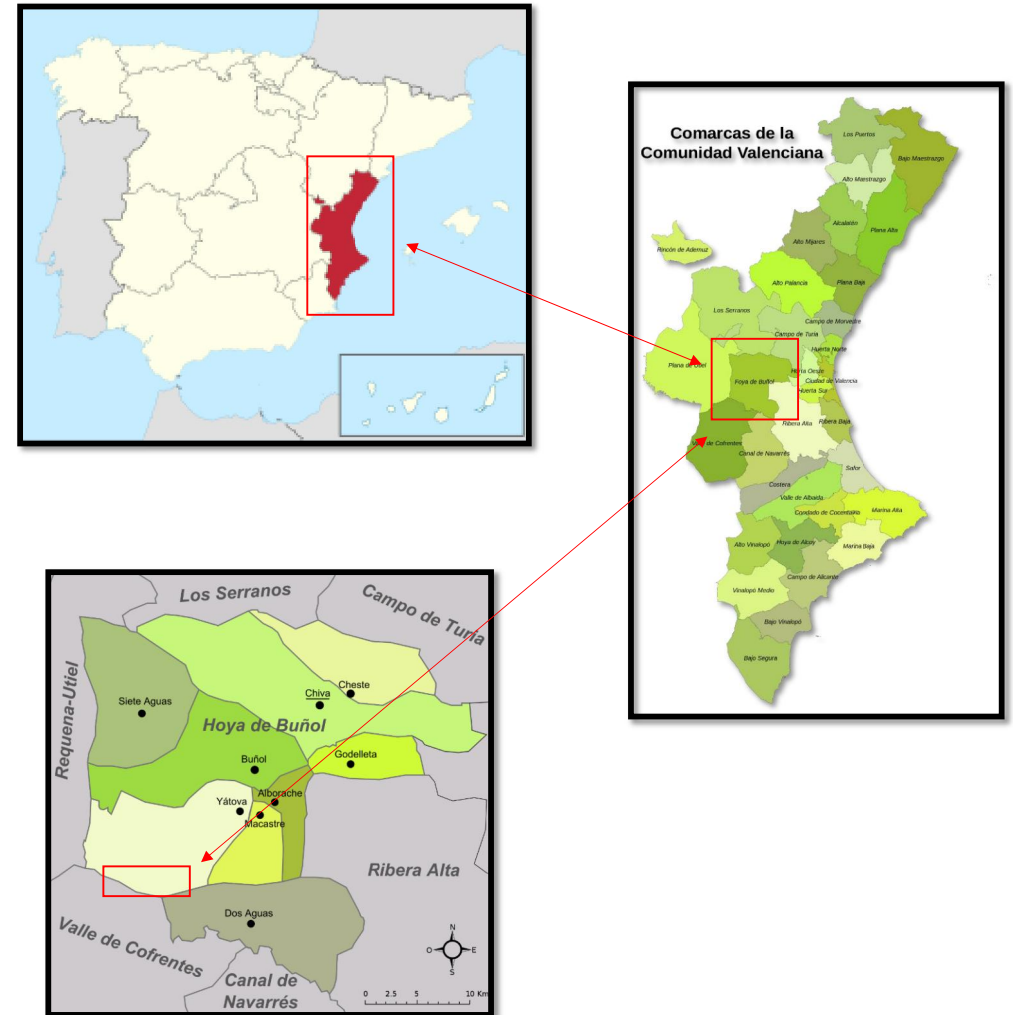 Comarcas de la
Comunidad Valenciana
Los Puertos
Bajo Maestrazgo
Alto Maestrazgo
Alcalatén
Plana Alta
Alto Mijares
Rincón de Ademuz
Alto Palancia
Plana Baja
Los Serranos
Campo de Morvedre
Campo de Turia
Huerta Norte
Plana de Utiel
Horta Oeste
Ciudad de Valencia
Foya de Buñol
Huerta Sur
Ribera Alta
Ribera Baja
de Cofrentes
Canal de Navarrés
Safor
Costera
Valle de Albaida
Condado de Cocentaina
Marina Alta
Alto Vinalopó
Hoya de Alcoy
Marina Baja
Campo de Alicante
Vinalopó Medio
Bajo Vinalopó
Bajo Segura
Los Serranos
Campo de Turia
Requena-Utiel
Siete Aguas
Cheste
Chiva
Hoya de Buñol
Godelleta
Buñol
Alborache
Yátova
Macastre
Ribera Alta
Dos Aguas
Valle de Cofrentes
Canal de
Navarrés
N
O
E
S
0 2.5 5 10 Km